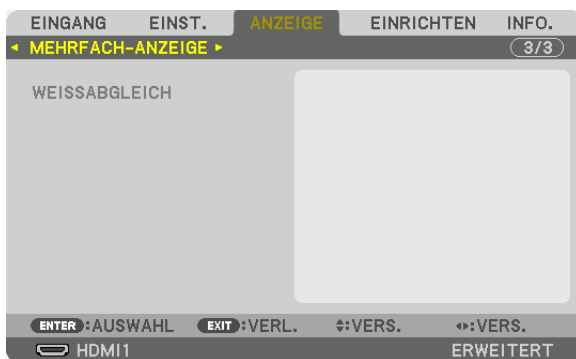 EINGANG EINST. ANZEIGE EINRICHTEN INFO.
MEHRFACH-ANZEIGE 3/3
WEISSABGLEICH
ENTER:AUSWAHL EXIT:VERL. :VERS. :VERS.
HDMI1 ERWEITERT